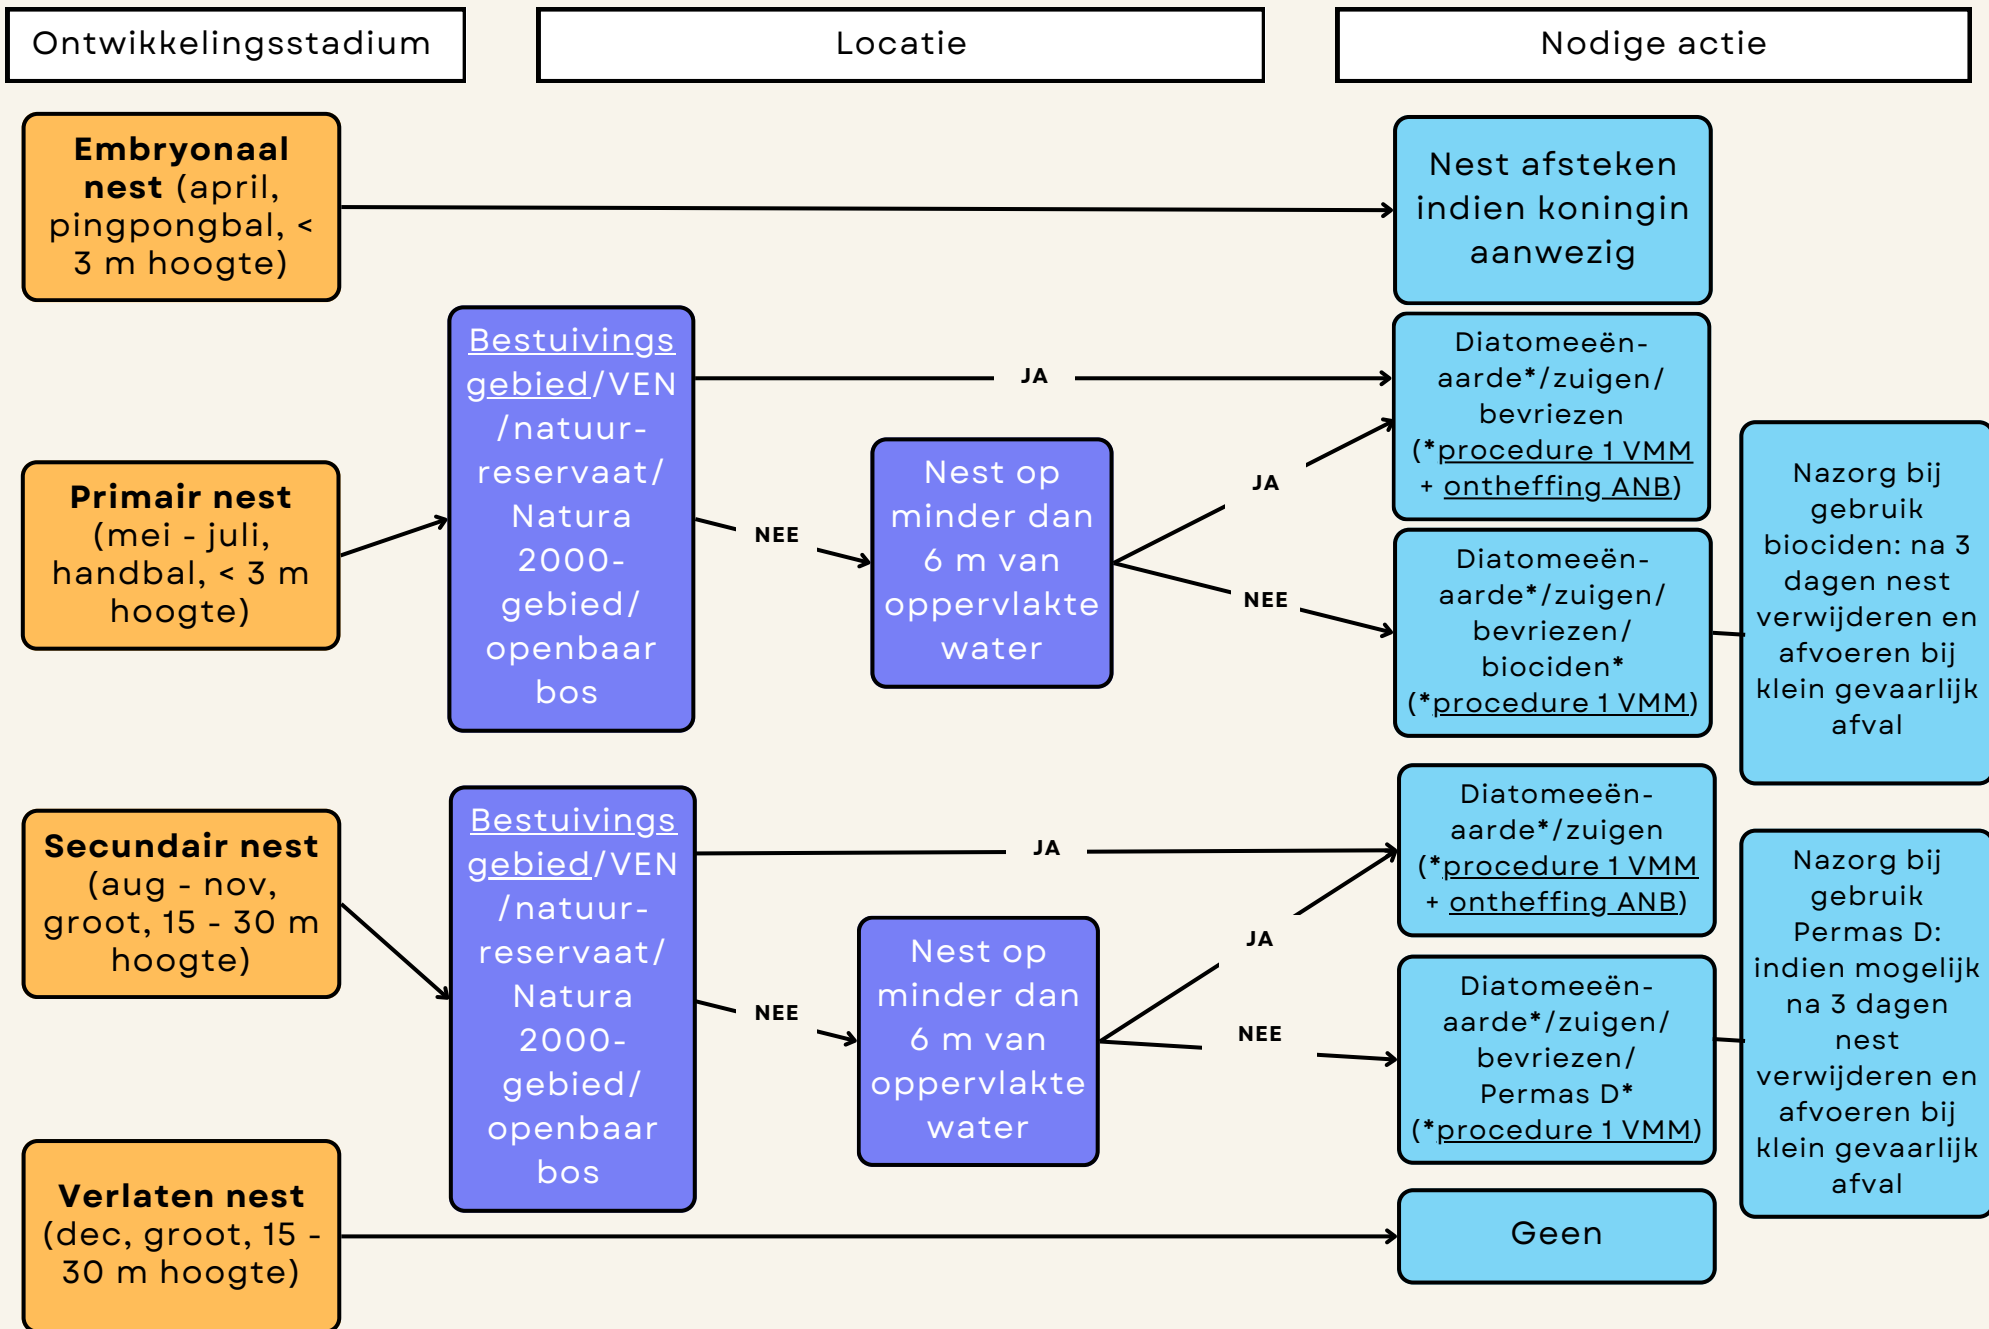 Ontwikkelingsstadium
Locatie
Nodige actie
Embryonaal
nest (april,
pingpongbal, <
3 m hoogte)
Nest afsteken
indien koningin
aanwezig
Primair nest
(mei - juli,
handbal, < 3 m
hoogte)
Bestuivings
gebied/VEN
/natuur-
reservaat/
Natura
2000-
gebied/
openbaar
bos
JA
NEE
Nest op
minder dan
6 m van
oppervlakte
water
JA
NEE
Diatomeeën-
aarde*/zuigen/
bevriezen
(*procedure 1 VMM
+ ontheffing ANB)
Diatomeeën-
aarde*/zuigen/
bevriezen/
biociden*
(*procedure 1 VMM)
Nazorg bij
gebruik
biociden: na 3
dagen nest
verwijderen en
afvoeren bij
klein gevaarlijk
afval
Secundair nest
(aug - nov,
groot, 15 - 30 m
hoogte)
Bestuivings
gebied/VEN
/natuur-
reservaat/
Natura
2000-
gebied/
openbaar
bos
JA
NEE
Nest op
minder dan
6 m van
oppervlakte
water
JA
NEE
Diatomeeën-
aarde*/zuigen
(*procedure 1 VMM
+ ontheffing ANB)
Diatomeeën-
aarde*/zuigen/
bevriezen/
Permas D*
(*procedure 1 VMM)
Nazorg bij
gebruik
Permas D:
indien mogelijk
na 3 dagen
nest
verwijderen en
afvoeren bij
klein gevaarlijk
afval
Verlaten nest
(dec, groot, 15 -
30 m hoogte)
Geen